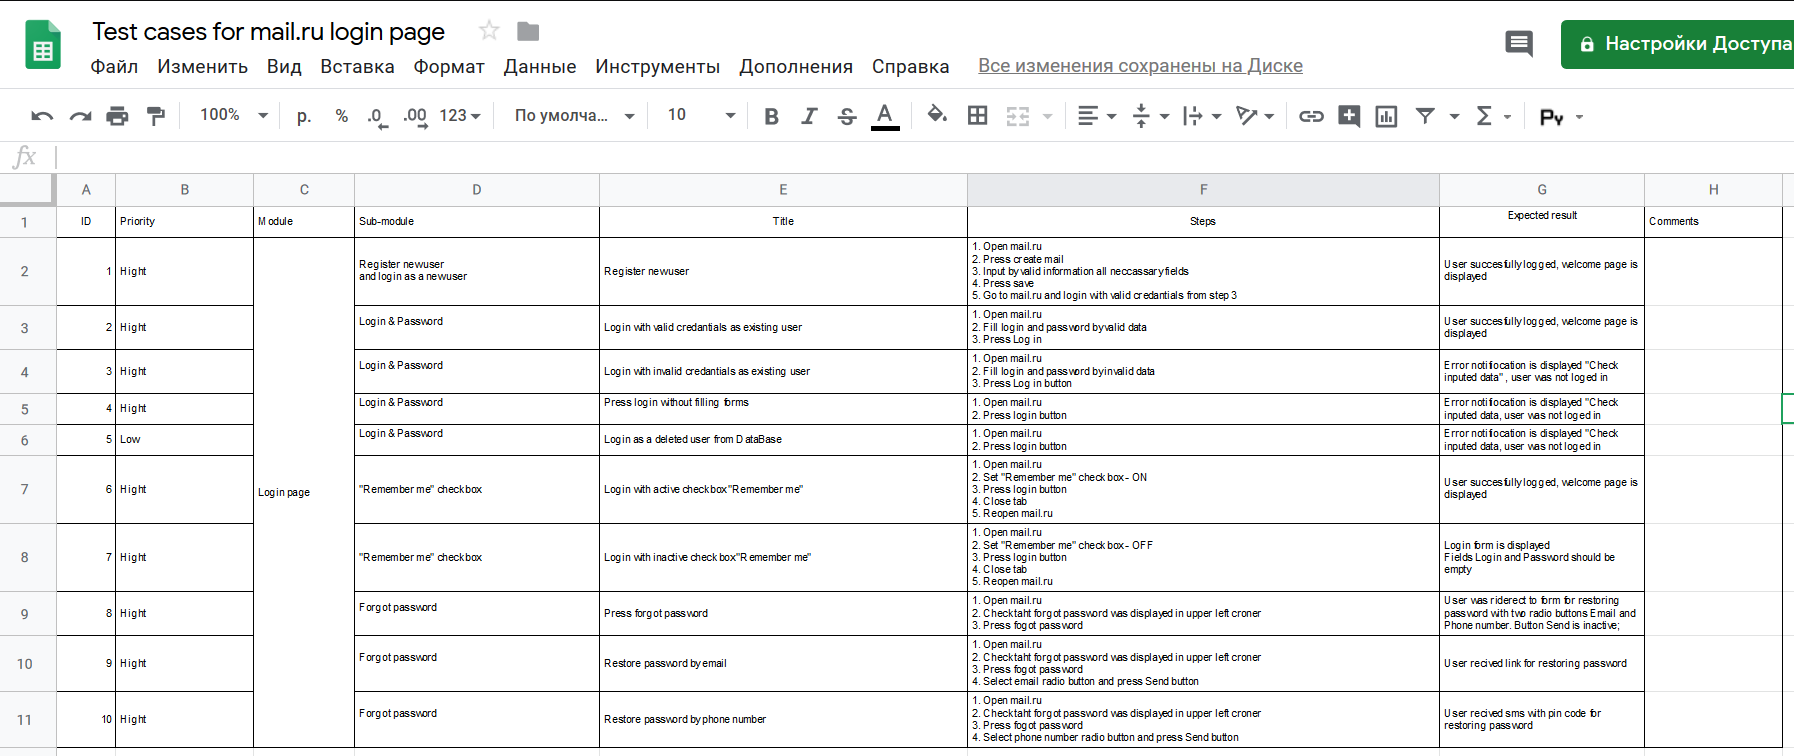 Test cases for mail.ru login page
Файл Изменить Вид Вставка Формат Данные Инструменты Дополнения Справка Все изменения сохранены на Диске
Настройки Доступа
100% р. % .0 .00 123 По умолча... 10 B I S A Σ Py
fx
A B C D E F G H
1 ID Priority Module Sub-module Title Steps Expected result Comments
2 1 Hight
Register newuser
and login as a newuser
Register newuser
1. Open mail.ru
2. Press create mail
3. Input by valid information all neccassary fields
4. Press save
5. Go to mail.ru and login with valid credantials from step 3
User succesfully logged, welcome page is
displayed
3 2 Hight
Login & Password
Login with valid credantials as existing user
1. Open mail.ru
2. Fill login and password by valid data
3. Press Log in
User succesfully logged, welcome page is
displayed
4 3 Hight
Login & Password
Login with invalid credantials as existing user
1. Open mail.ru
2. Fill login and password by invalid data
3. Press Log in button
Error notifiocation is displayed "Check
inputed data" , user was not loged in
5 4 Hight
Login & Password
Press login without filling forms
1. Open mail.ru
2. Press login button
Error notifiocation is displayed "Check
inputed data, user was not loged in
6 5 Low
Login & Password
Login as a deleted user from DataBase
1. Open mail.ru
2. Press login button
Error notifiocation is displayed "Check
inputed data, user was not loged in
7 6 Hight
Login page
"Remember me" checkbox
Login with active checkbox "Remember me"
1. Open mail.ru
2. Set "Remember me" check box - ON
3. Press login button
4. Close tab
5. Reopen mail.ru
User succesfully logged, welcome page is
displayed
8 7 Hight
"Remember me" checkbox
Login with inactive check box "Remember me"
1. Open mail.ru
2. Set "Remember me" check box - OFF
3. Press login button
4. Close tab
5. Reopen mail.ru
Login form is displayed
Fields Login and Password should be
empty
9 8 Hight
Forgot password
Press forgot password
1. Open mail.ru
2. Check taht forgot password was displayed in upper left croner
3. Press fogot password
User was riderect to form for restoring
password with two radio buttons Email and
Phone number. Button Send is inactive;
10 9 Hight
Forgot password
Restore password by email
1. Open mail.ru
2. Check taht forgot password was displayed in upper left croner
3. Press fogot password
4. Select email radio button and press Send button
User recived link for restoring password
11 10 Hight
Forgot password
Restore password by phone number
1. Open mail.ru
2. Check taht forgot password was displayed in upper left croner
3. Press fogot password
4. Select phone number radio button and press Send button
User recived sms with pin code for
restoring password